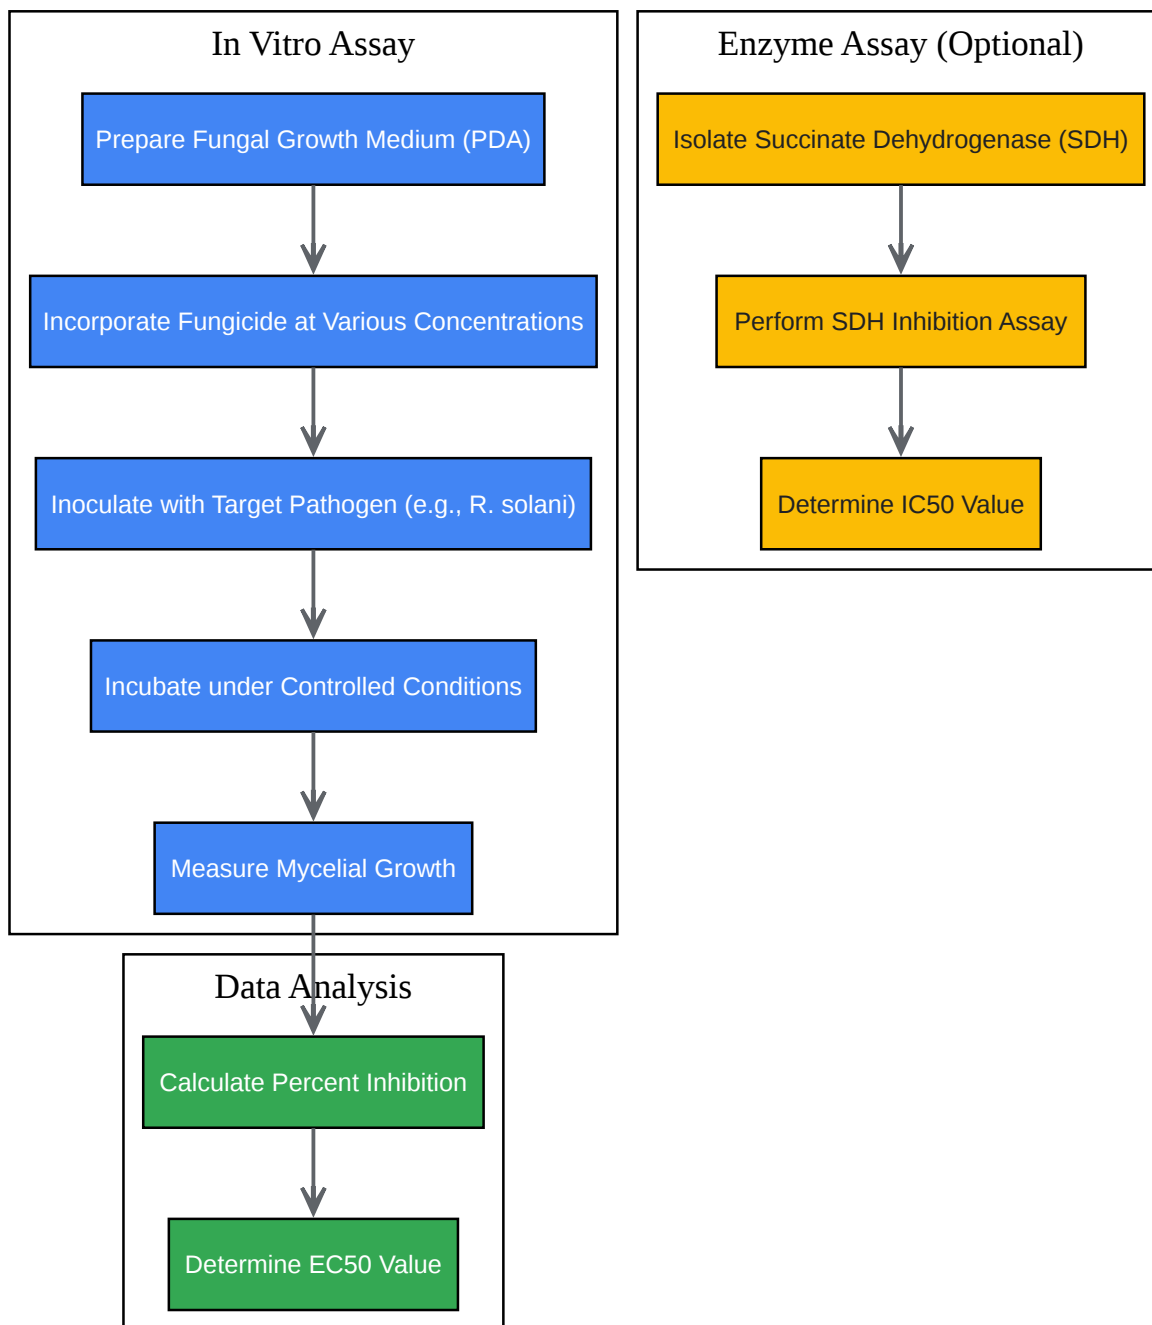 In Vitro Assay
Prepare Fungal Growth Medium (PDA)
Incorporate Fungicide at Various Concentrations
Inoculate with Target Pathogen (e.g., R. solani)
Incubate under Controlled Conditions
Measure Mycelial Growth
Data Analysis
Calculate Percent Inhibition
Determine EC50 Value
Enzyme Assay (Optional)
Isolate Succinate Dehydrogenase (SDH)
Perform SDH Inhibition Assay
Determine IC50 Value